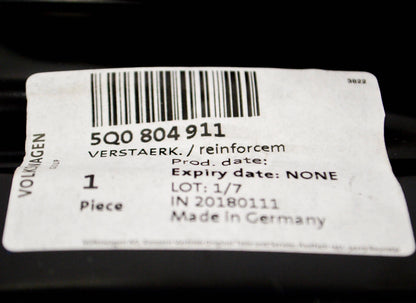 3822
5Q0 804 911
VERSTAERK. / reinforcem
Prod. date:
Expiry date: NONE
1
LOT: 1/7
Piece
IN 20180111
Made in Germany
VOLKWAGEN